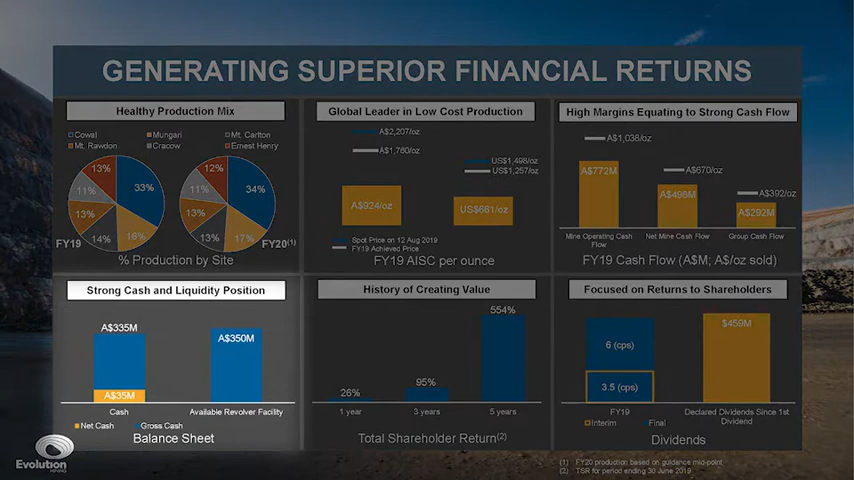 GENERATING SUPERIOR FINANCIAL RETURNS
Healthy Production Mix
Cowal Mungari Mt. Carlton
Mt. Rawdon Cracow Ernest Henry
13% 33% 11% 13% 14% 16%
12% 34% 11% 13% 13% 17%
FY19 FY20(1)
% Production by Site
Global Leader in Low Cost Production
A$2,207/oz
A$1,760/oz
US$1,498/oz
US$1,257/oz
A$924/oz
US$661/oz
Spot Price on 12 Aug 2019
FY19 Achieved Price
FY19 AISC per ounce
High Margins Equating to Strong Cash Flow
A$1,038/oz
A$772M
A$670/oz
A$498M
A$392/oz
A$292M
Mine Operating Cash Flow
Net Mine Cash Flow
Group Cash Flow
FY19 Cash Flow (A$M; A$/oz sold)
Strong Cash and Liquidity Position
A$335M
A$350M
A$35M
Cash
Available Revolver Facility
Net Cash Gross Cash
Balance Sheet
History of Creating Value
554%
95%
26%
1 year 3 years 5 years
Total Shareholder Return(2)
Focused on Returns to Shareholders
$459M
6 (cps)
3.5 (cps)
FY19
Declared Dividends Since 1st
Dividend
Interim Final
Dividends
Evolution
MINING
(1) FY20 production based on guidance mid-point
(2) TSR for period ending 30 June 2019